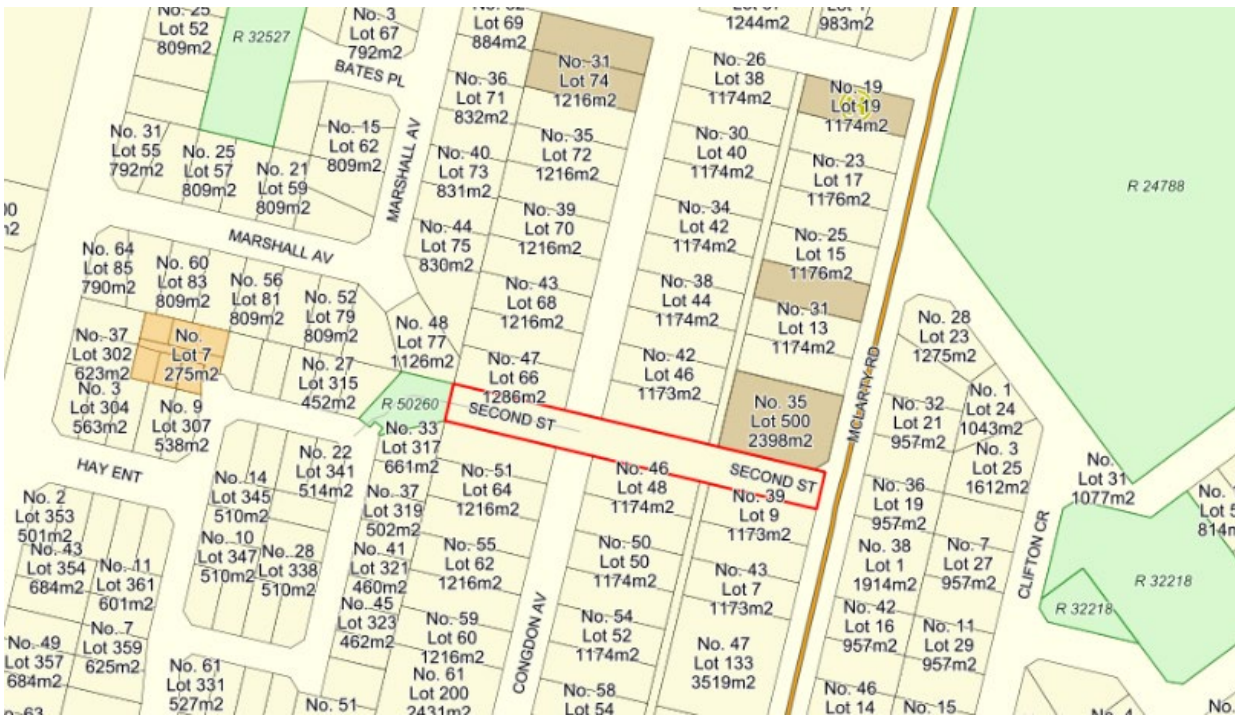 No. 25
Lot 52
809m2
R 32527
No. 3
Lot 67
792m2
BATES PL
Lot 69
884m2
No. 31
Lot 74
1216m2
1244m2
983m2
No. 26
Lot 38
1174m2
No. 19
Lot 19
1174m2
No. 36
Lot 71
832m2
No. 31
Lot 55
792m2
No. 25
Lot 57
809m2
No. 15
Lot 62
809m2
No. 21
Lot 59
809m2
MARSHALL AV
No. 40
Lot 73
831m2
No. 35
Lot 72
1216m2
No. 30
Lot 40
1174m2
No. 23
Lot 17
1176m2
R 24788
No. 39
Lot 70
1216m2
No. 34
Lot 42
1174m2
No. 25
Lot 15
1176m2
No. 44
Lot 75
830m2
MARSHALL AV
No. 64
Lot 85
790m2
No. 60
Lot 83
809m2
No. 56
Lot 81
809m2
No. 52
Lot 79
809m2
No. 43
Lot 68
1216m2
No. 38
Lot 44
1174m2
No. 31
Lot 13
1174m2
No. 28
Lot 23
1275m2
No. 48
Lot 77
1126m2
No. 37
Lot 302
623m2
No.
Lot 7
275m2
No. 27
Lot 315
452m2
No. 47
Lot 66
1286m2
No. 42
Lot 46
1173m2
MCLARTY RD
No. 3
Lot 304
563m2
No. 9
Lot 307
538m2
R 50260
SECOND ST
No. 35
Lot 500
2398m2
No. 32
Lot 21
957m2
No. 1
Lot 24
1043m2
No. 33
Lot 317
661m2
No. 3
Lot 25
1612m2
HAY ENT
No. 22
Lot 341
514m2
No. 14
Lot 345
510m2
No. 51
Lot 64
1216m2
No. 46
Lot 48
1174m2
SECOND ST
No. 39
Lot 9
1173m2
No. 36
Lot 19
957m2
No.
Lot 31
1077m2
No. 2
Lot 353
501m2
No. 37
Lot 319
502m2
No. 10
Lot 347
510m2
No. 28
Lot 338
510m2
No. 43
Lot 354
684m2
No. 11
Lot 361
601m2
No. 41
Lot 321
460m2
No. 55
Lot 62
1216m2
No. 50
Lot 50
1174m2
No. 43
Lot 7
1173m2
No. 38
Lot 1
1914m2
No. 7
Lot 27
957m2
CLIFTON CR
R 32218
R 32218
No. 45
Lot 323
462m2
No. 59
Lot 60
1216m2
CONGDON AV
No. 54
Lot 52
1174m2
No. 42
Lot 16
957m2
No. 11
Lot 29
957m2
No. 49
Lot 357
684m2
No. 7
Lot 359
625m2
No. 47
Lot 133
3519m2
No. 61
Lot 331
527m2
No. 61
Lot 200
2431m2
No. 58
Lot 54
No. 46
Lot 14
No. 15
No. 51
No. 4
No.